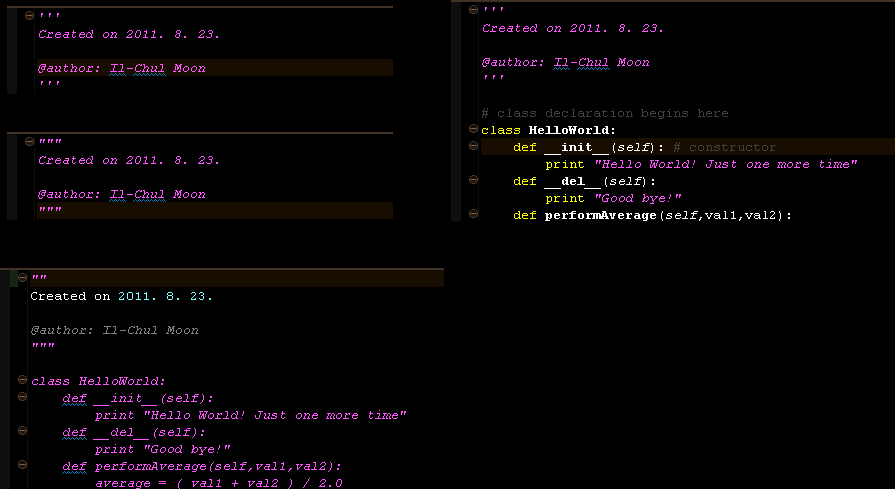 '''
Created on 2011. 8. 23.
@author: Il-Chul Moon
'''
"""
Created on 2011. 8. 23.
@author: Il-Chul Moon
"""
""
Created on 2011. 8. 23.
@author: Il-Chul Moon
"""
class HelloWorld:
def __init__(self):
print "Hello World! Just one more time"
def __del__(self):
print "Good bye!"
def performAverage(self,val1,val2):
average = ( val1 + val2 ) / 2.0
'''
Created on 2011. 8. 23.
@author: Il-Chul Moon
'''
# class declaration begins here
class HelloWorld:
def __init__(self): # constructor
print "Hello World! Just one more time"
def __del__(self):
print "Good bye!"
def performAverage(self,val1,val2):